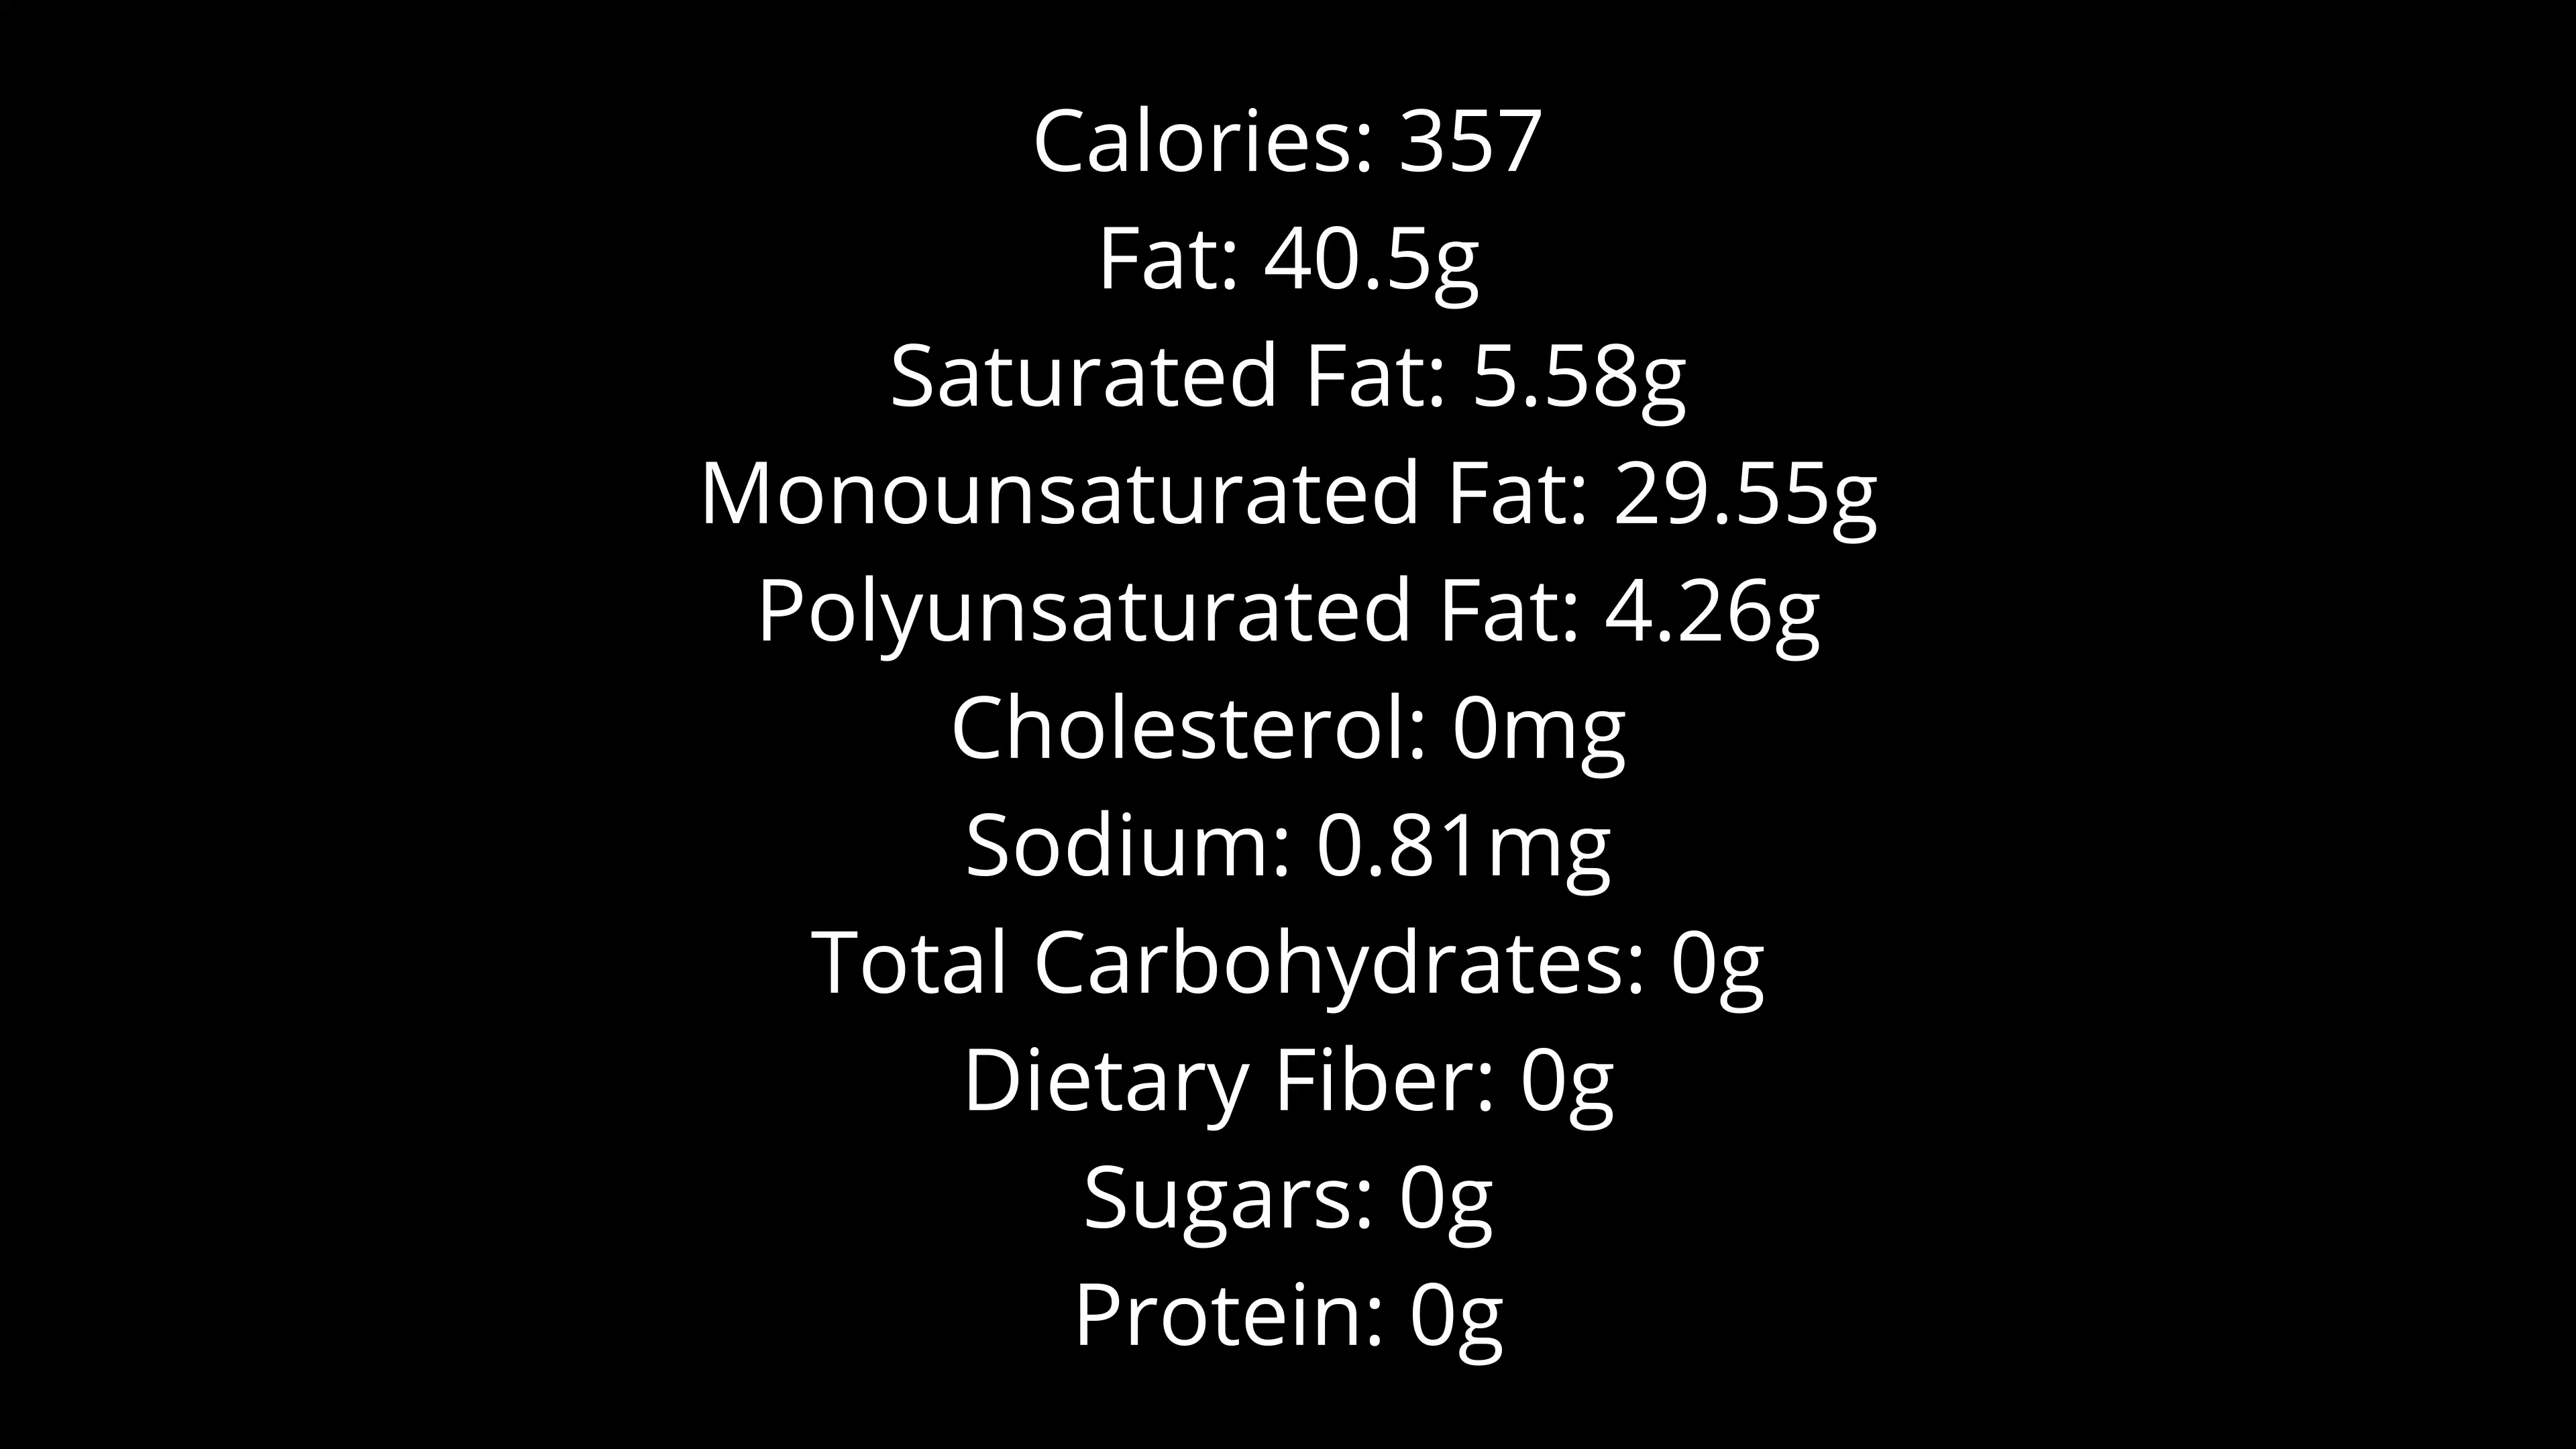 Calories: 357
Fat: 40.5g
Saturated Fat: 5.58g
Monounsaturated Fat: 29.55g
Polyunsaturated Fat: 4.26g
Cholesterol: 0mg
Sodium: 0.81mg
Total Carbohydrates: 0g
Dietary Fiber: 0g
Sugars: 0g
Protein: 0g